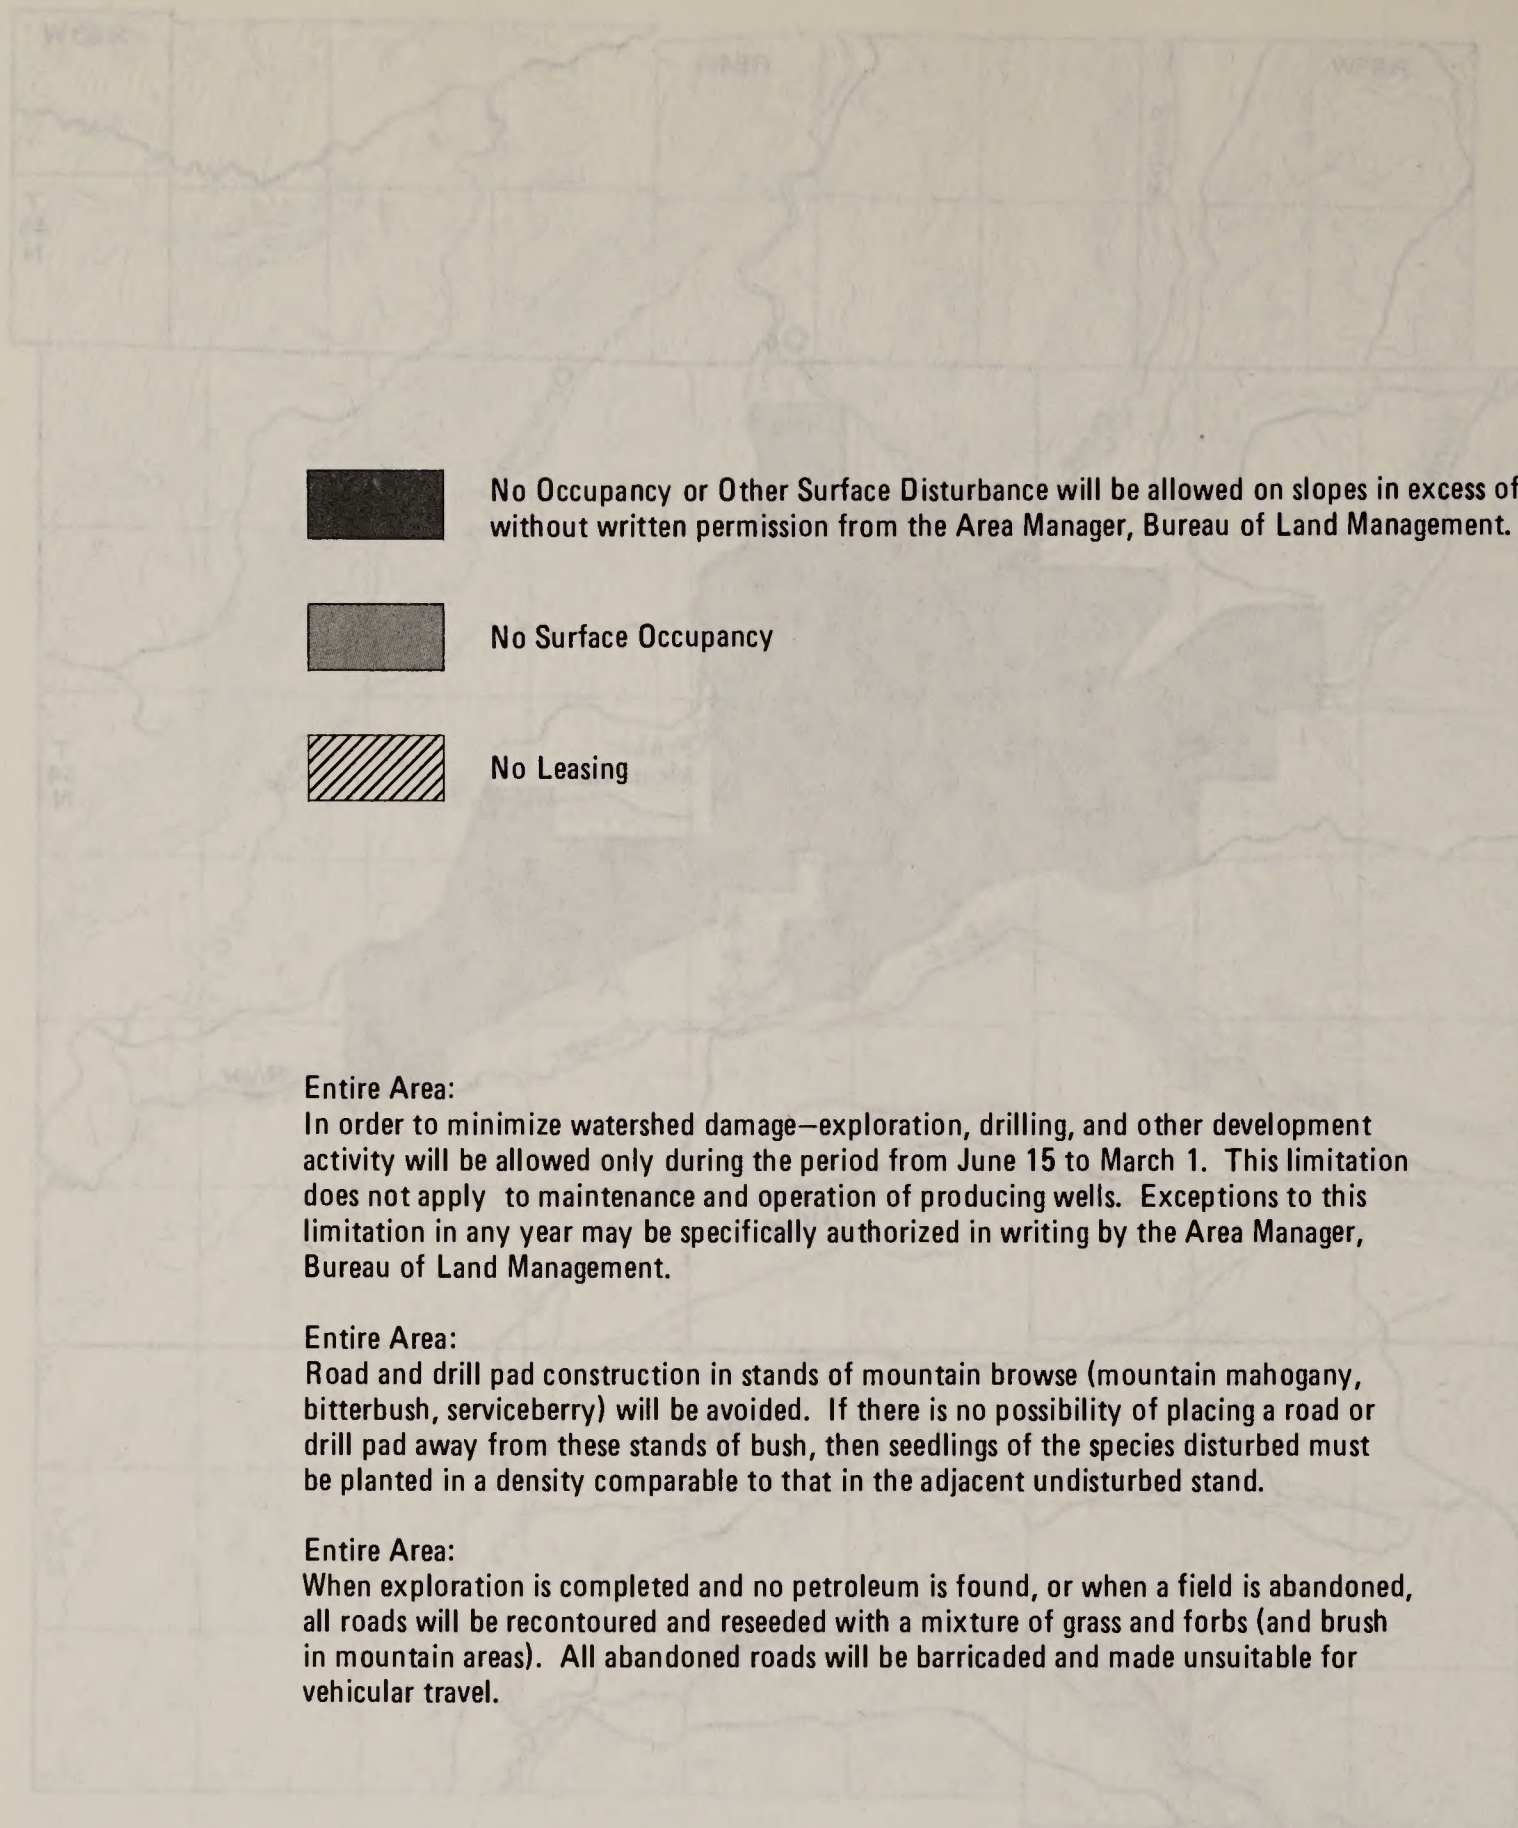 No Occupancy or Other Surface Disturbance will be allowed on slopes in excess of
without written permission from the Area Manager, Bureau of Land Management.
No Surface Occupancy
No Leasing
Entire Area:
In order to minimize watershed damage—exploration, drilling, and other development
activity will be allowed only during the period from June 15 to March 1. This limitation
does not apply to maintenance and operation of producing wells. Exceptions to this
limitation in any year may be specifically authorized in writing by the Area Manager,
Bureau of Land Management.
Entire Area:
Road and drill pad construction in stands of mountain browse (mountain mahogany,
bitterbush, serviceberry) will be avoided. If there is no possibility of placing a road or
drill pad away from these stands of bush, then seedlings of the species disturbed must
be planted in a density comparable to that in the adjacent undisturbed stand.
Entire Area:
When exploration is completed and no petroleum is found, or when a field is abandoned,
all roads will be recontoured and reseeded with a mixture of grass and forbs (and brush
in mountain areas). All abandoned roads will be barricaded and made unsuitable for
vehicular travel.